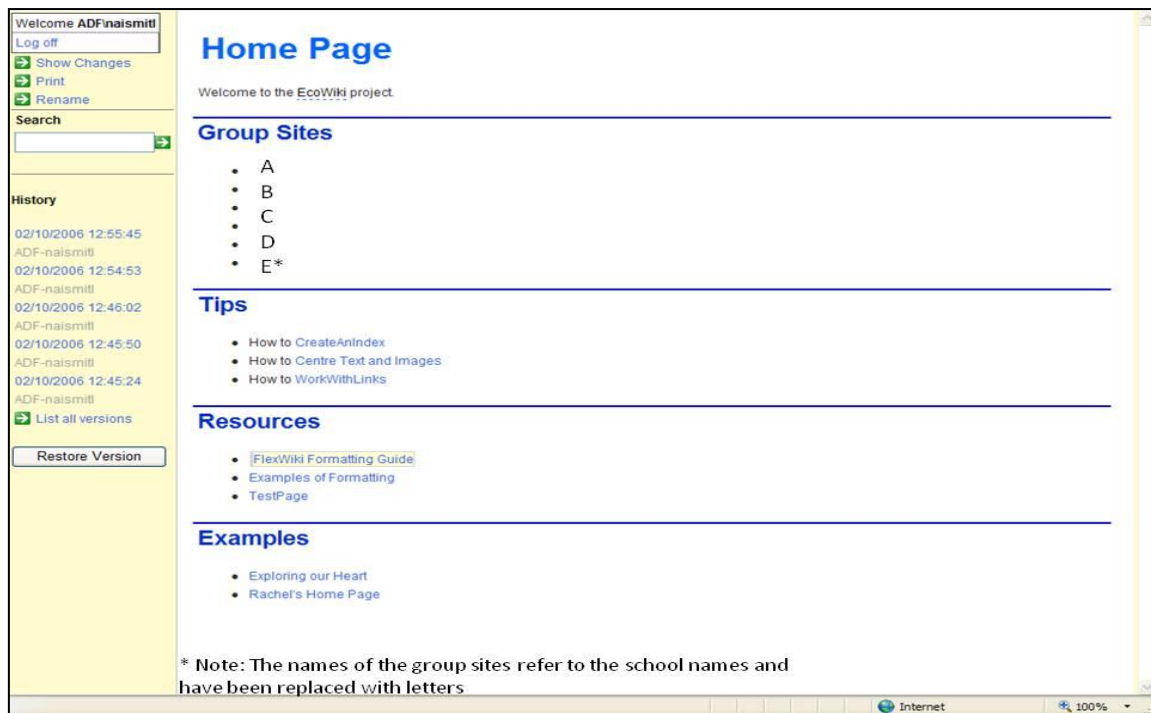 Welcome ADF\naismitl
Log off
Show Changes
Print
Rename
Search
History
02/10/2006 12:55:45
ADF-naismitl
02/10/2006 12:54:53
ADF-naismitl
02/10/2006 12:46:02
ADF-naismitl
02/10/2006 12:45:50
ADF-naismitl
02/10/2006 12:45:24
ADF-naismitl
List all versions
Restore Version
Home Page
Welcome to the EcoWiki project.
Group Sites
• A
• B
• C
• D
• E*
Tips
• How to CreateAnIndex
• How to Centre Text and Images
• How to WorkWithLinks
Resources
• FlexWiki Formatting Guide
• Examples of Formatting
• TestPage
Examples
• Exploring our Heart
• Rachel's Home Page
* Note: The names of the group sites refer to the school names and
have been replaced with letters
Internet
100%